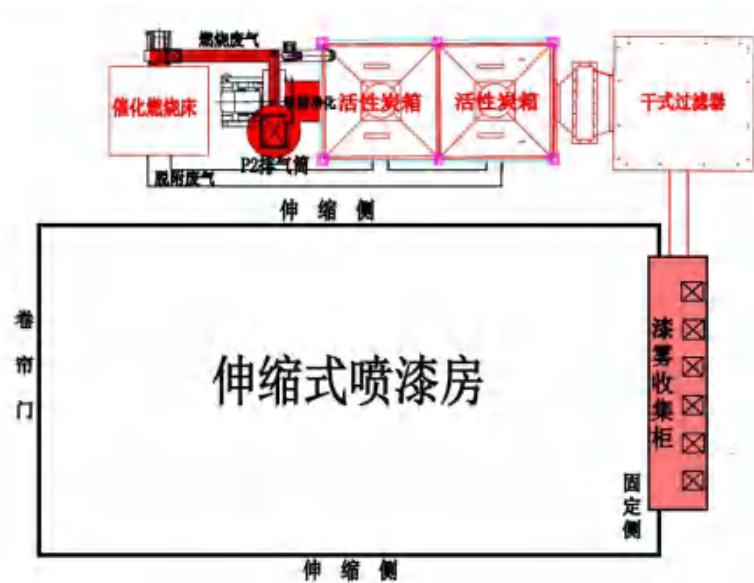 燃烧废气
催化燃烧床
活性炭箱
活性炭箱
干式过滤器
P2排气筒
脱附废气
伸 缩 侧
卷帘门
伸缩式喷漆房
漆雾收集柜
固定侧
伸 缩 侧